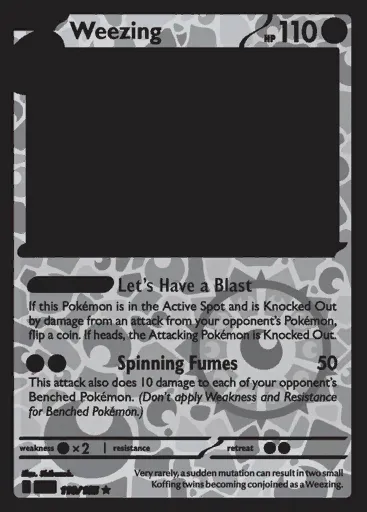 Weezing HP 110
Let's Have a Blast
If this Pokémon is in the Active Spot and is Knocked Out
by damage from an attack from your opponent's Pokémon,
flip a coin. If heads, the Attacking Pokémon is Knocked Out.
Spinning Fumes 50
This attack also does 10 damage to each of your opponent's
Benched Pokémon. (Don't apply Weakness and Resistance
for Benched Pokémon.)
weakness ×2 resistance retreat
Very rarely, a sudden mutation can result in two small
Koffing twins becoming conjoined as a Weezing.